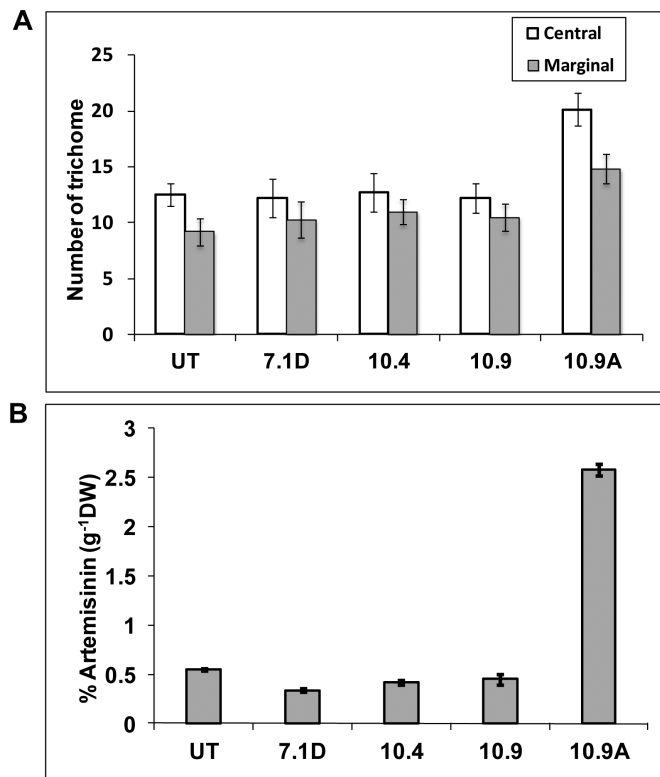 A
Central
Marginal
Number of trichome
25
20
15
10
5
0
UT 7.1D 10.4 10.9 10.9A
B
% Artemisinin (g⁻¹DW)
3
2.5
2
1.5
1
0.5
0
UT 7.1D 10.4 10.9 10.9A